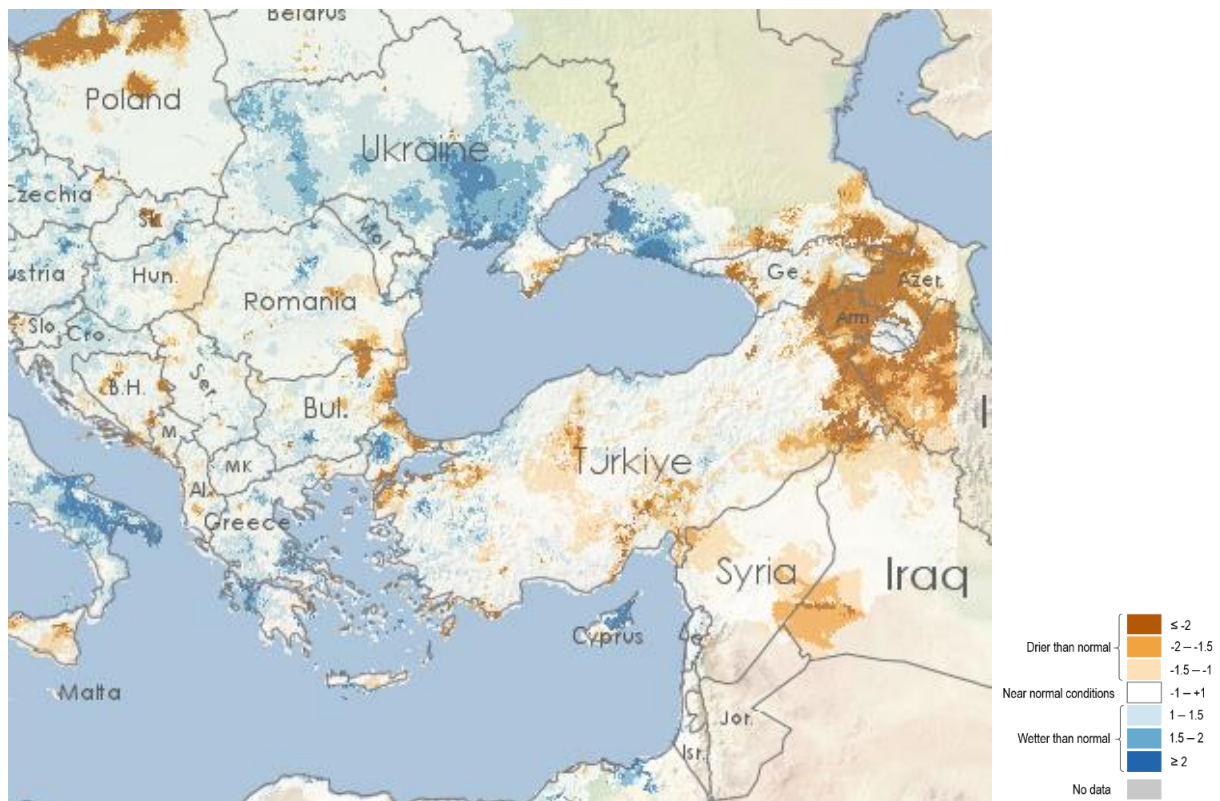 Belarus
Poland
Ukraine
Czechia
Sl.
Mol.
ustria
Hun.
Romania
Slo.
Cro.
B.H.
Ser.
M.
Bul.
MK
Al.
Greece
Ge.
Azer.
Arm.
I
Türkiye
Syria
Iraq
Cyprus
Le.
Malta
Jor.
Isr.
Drier than normal
≤ -2
-2 – -1.5
-1.5 – -1
Near normal conditions
-1 – +1
Wetter than normal
1 – 1.5
1.5 – 2
≥ 2
No data